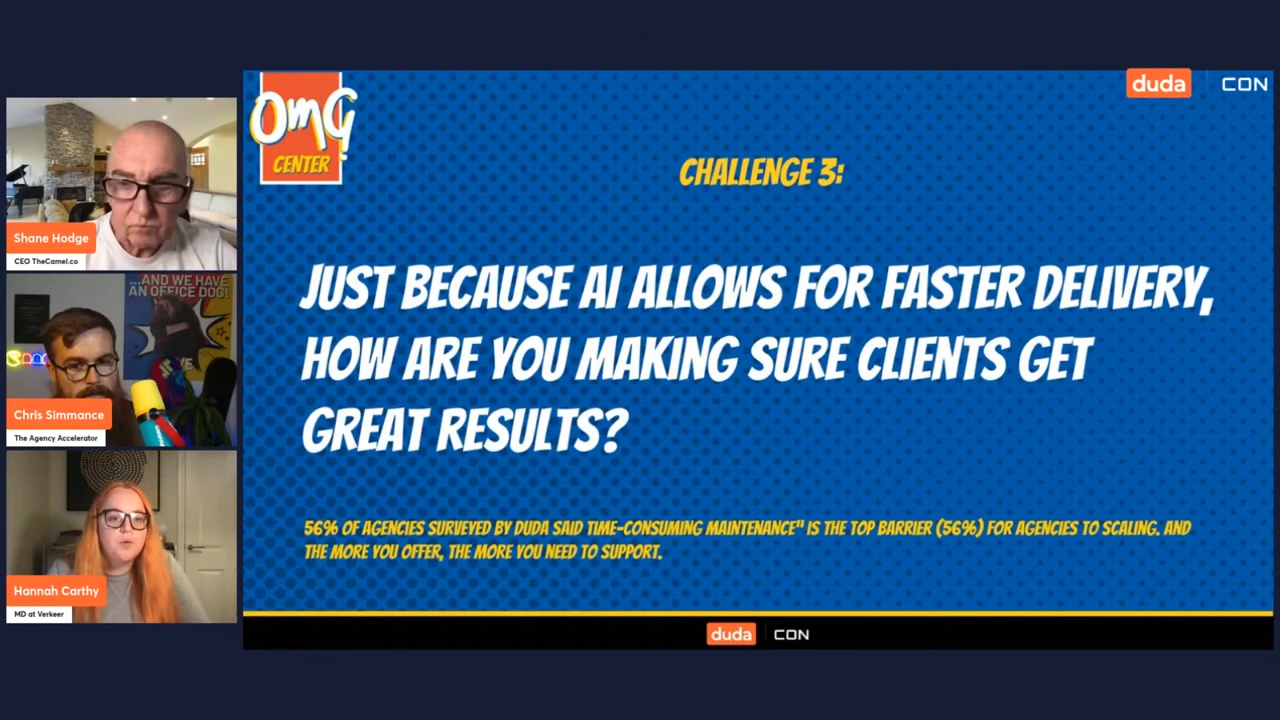 duda CON
OMG
CENTER
CHALLENGE 3:
JUST BECAUSE AI ALLOWS FOR FASTER DELIVERY,
HOW ARE YOU MAKING SURE CLIENTS GET
GREAT RESULTS?
56% OF AGENCIES SURVEYED BY DUDA SAID TIME-CONSUMING MAINTENANCE" IS THE TOP BARRIER (56%) FOR AGENCIES TO SCALING. AND
THE MORE YOU OFFER, THE MORE YOU NEED TO SUPPORT.
duda CON
Shane Hodge
CEO TheCamel.co
...AND WE HAVE
AN OFFICE DOG!
Chris Simmance
The Agency Accelerator
Hannah Carthy
MD at Verkeer